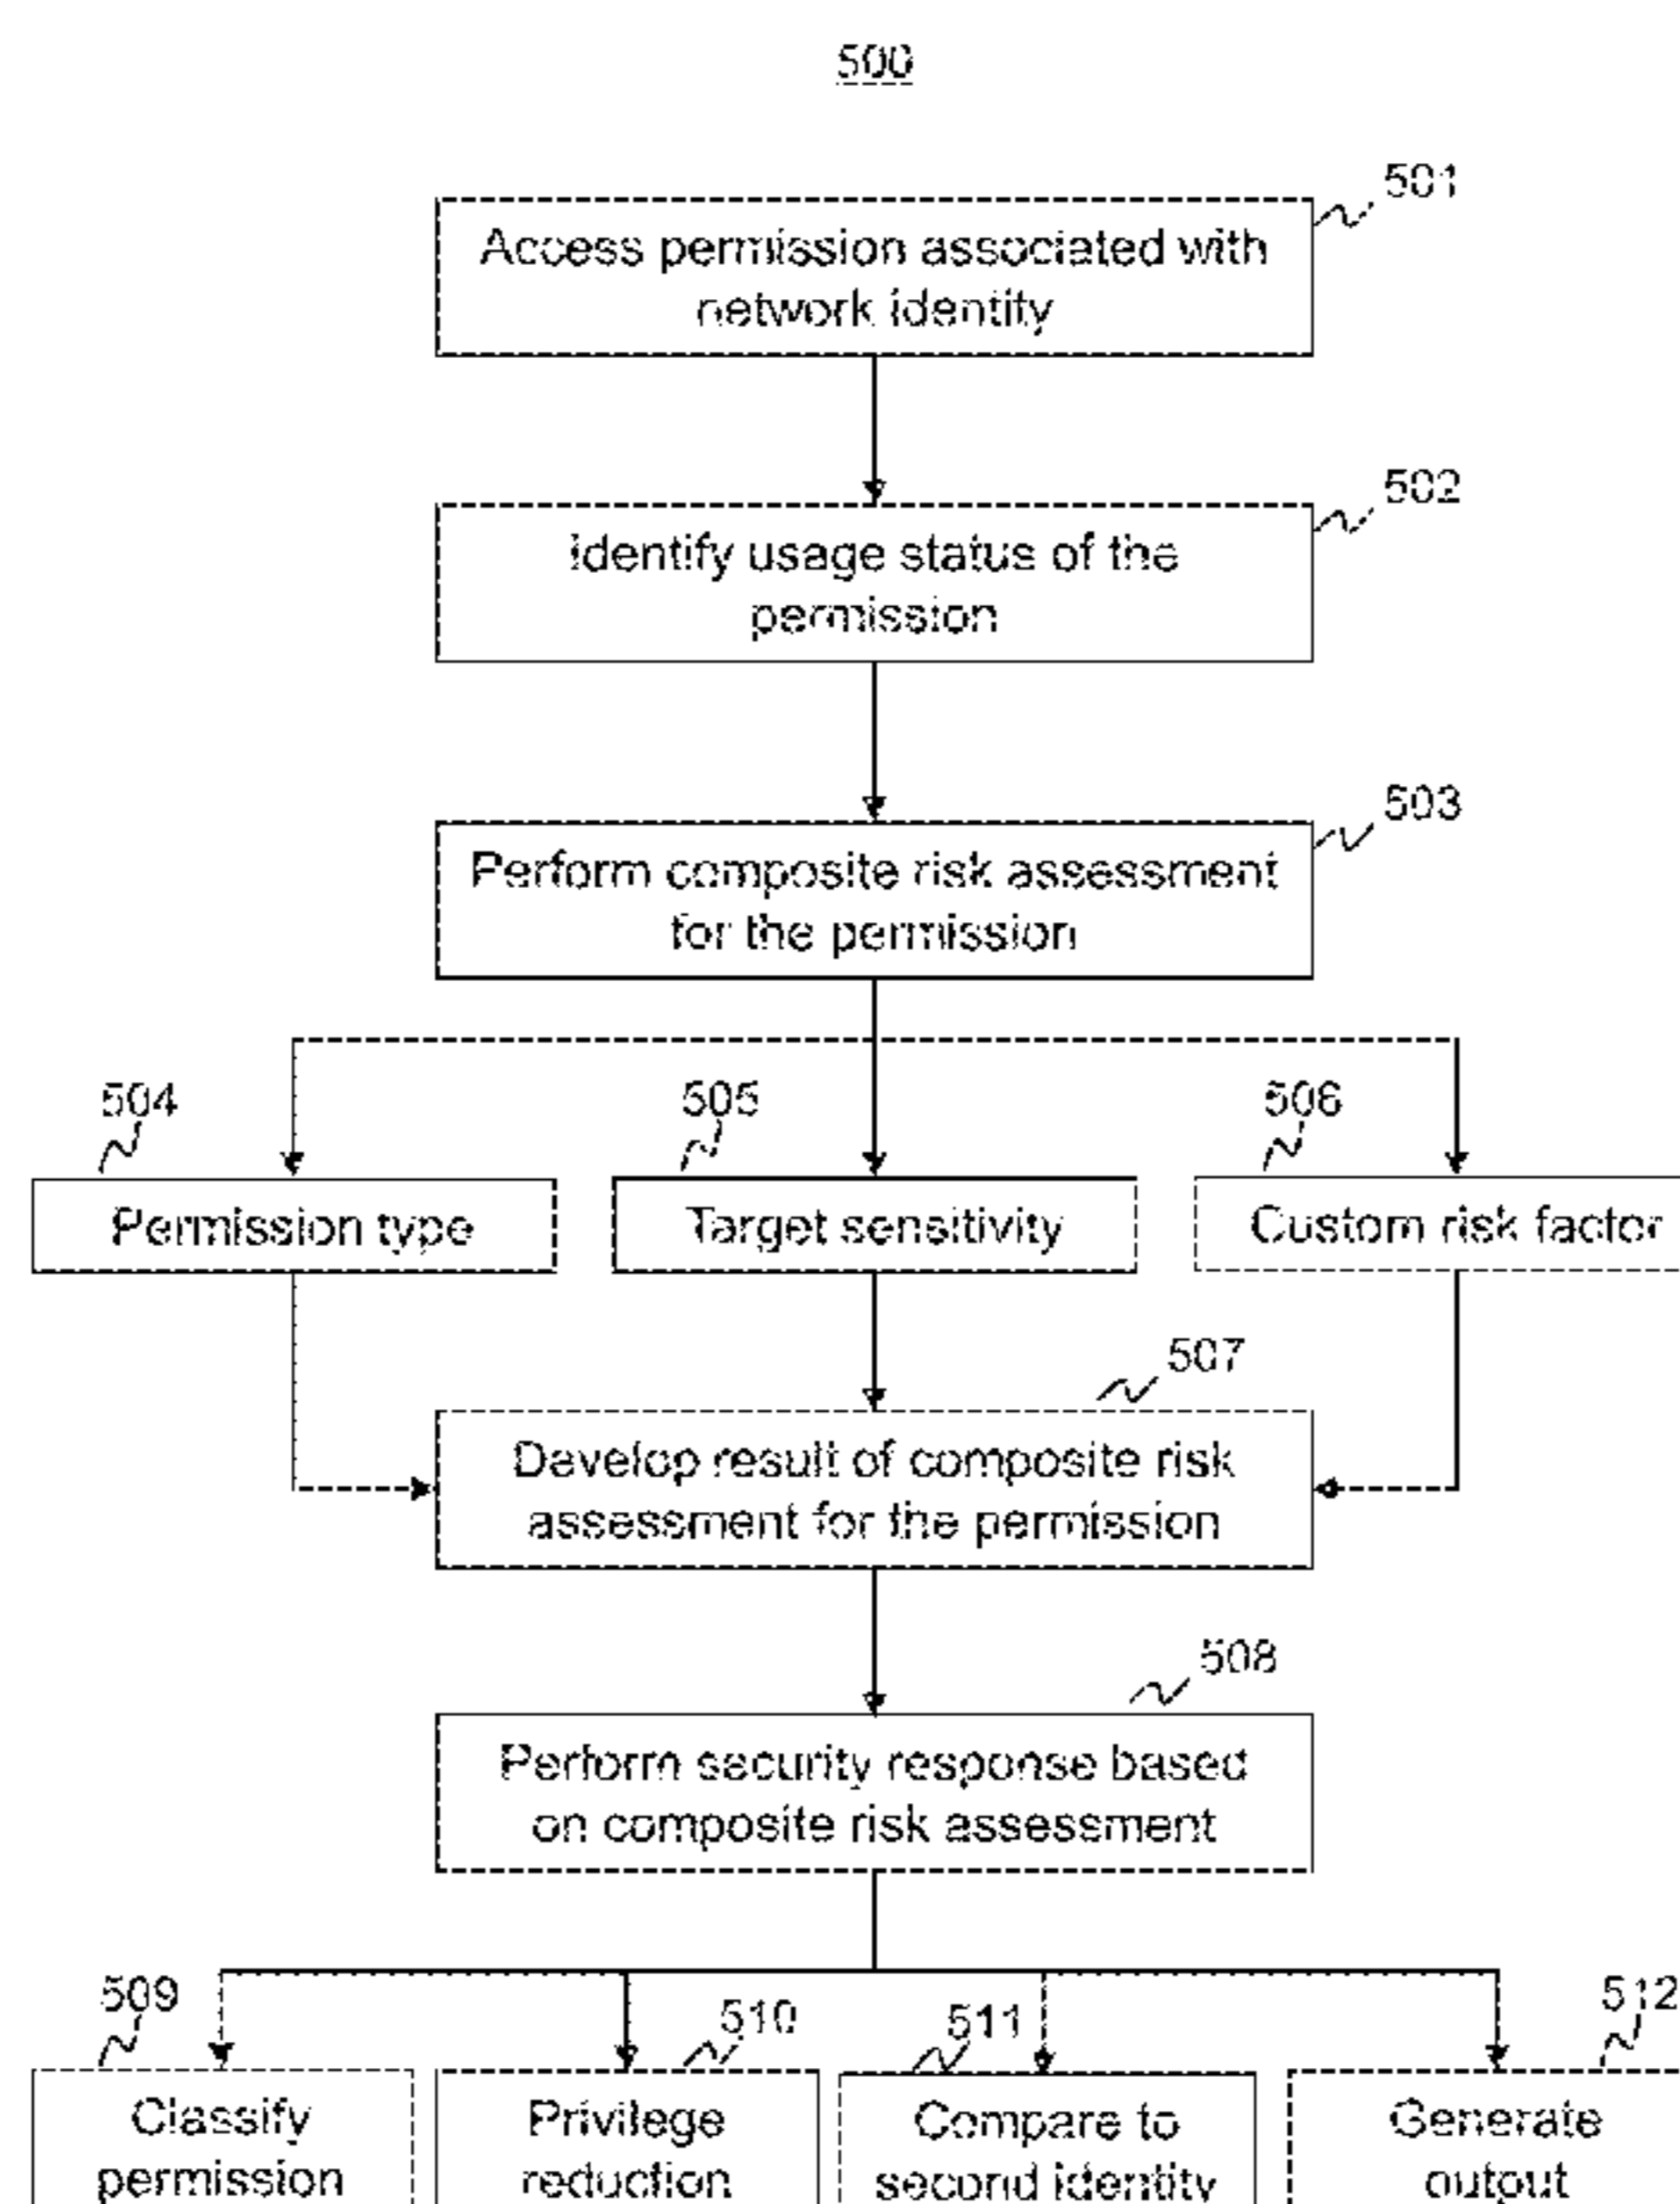 500
501
Access permission associated with
network identity
502
Identify usage status of the
permission
503
Perform composite risk assessment
for the permission
504
505
506
Permission type
Target sensitivity
Custom risk factor
507
Develop result of composite risk
assessment for the permission
508
Perform security response based
on composite risk assessment
509
510
511
512
Classify
permission
Privilege
reduction
Compare to
second identity
Generate
output